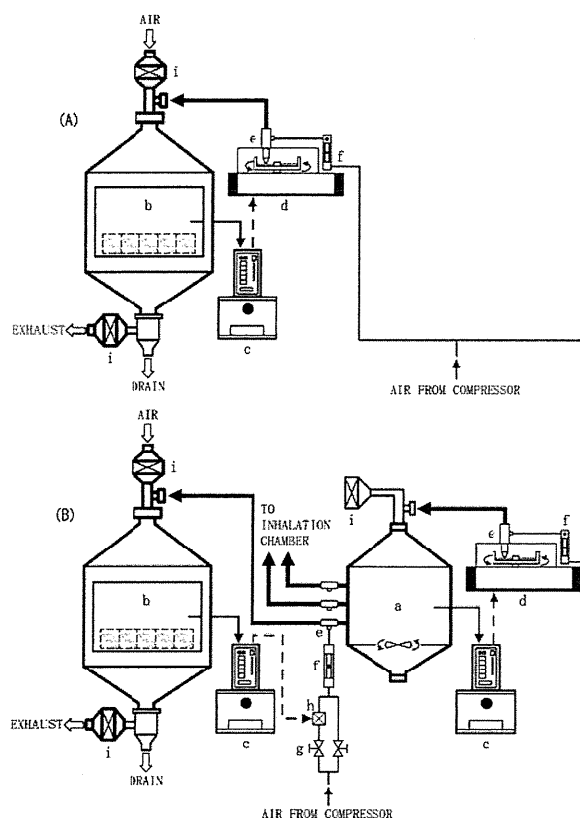 AIR
i
(A)
e
f
b
d
EXHAUST
i
c
DRAIN
AIR FROM COMPRESSOR
AIR
i
(B)
TO
INHALATION
CHAMBER
i
f
e
b
a
d
e
f
c
h
c
EXHAUST
i
g
DRAIN
AIR FROM COMPRESSOR